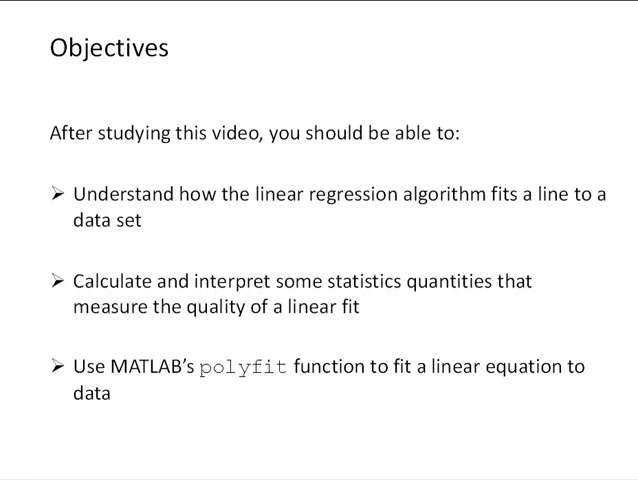 Objectives
After studying this video, you should be able to:
➢ Understand how the linear regression algorithm fits a line to a
data set
➢ Calculate and interpret some statistics quantities that
measure the quality of a linear fit
➢ Use MATLAB’s polyfit function to fit a linear equation to
data